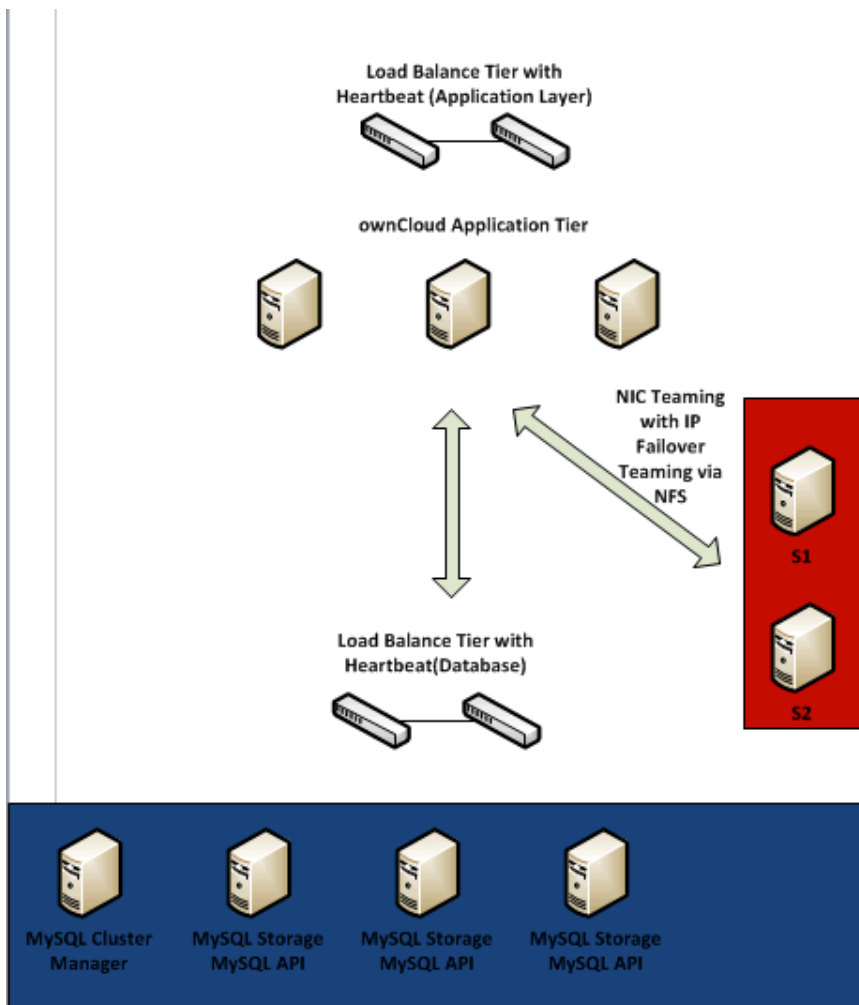 Load Balance Tier with
Heartbeat (Application Layer)
ownCloud Application Tier
NIC Teaming
with IP
Failover
Teaming via
NFS
S1
S2
Load Balance Tier with
Heartbeat(Database)
MySQL Cluster
Manager
MySQL Storage
MySQL API
MySQL Storage
MySQL API
MySQL Storage
MySQL API